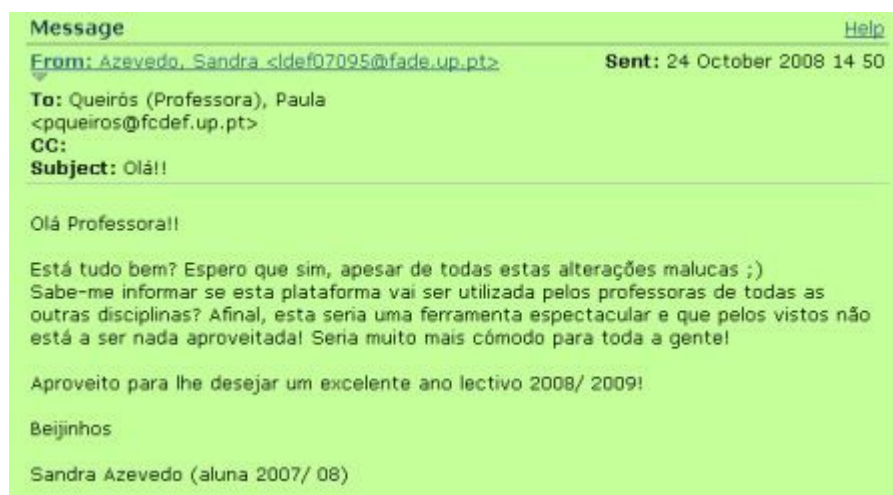 Message Help
From: Azevedo, Sandra <ldef07095@fade.up.pt> Sent: 24 October 2008 14 50
To: Queirós (Professora), Paula
<pqueiros@fcdef.up.pt>
CC:
Subject: Olá!!
Olá Professora!!
Está tudo bem? Espero que sim, apesar de todas estas alterações malucas ;)
Sabe-me informar se esta plataforma vai ser utilizada pelos professoras de todas as
outras disciplinas? Afinal, esta seria uma ferramenta espectacular e que pelos vistos não
está a ser nada aproveitada! Seria muito mais cómodo para toda a gente!
Aproveito para lhe desejar um excelente ano lectivo 2008/ 2009!
Beijinhos
Sandra Azevedo (aluna 2007/ 08)